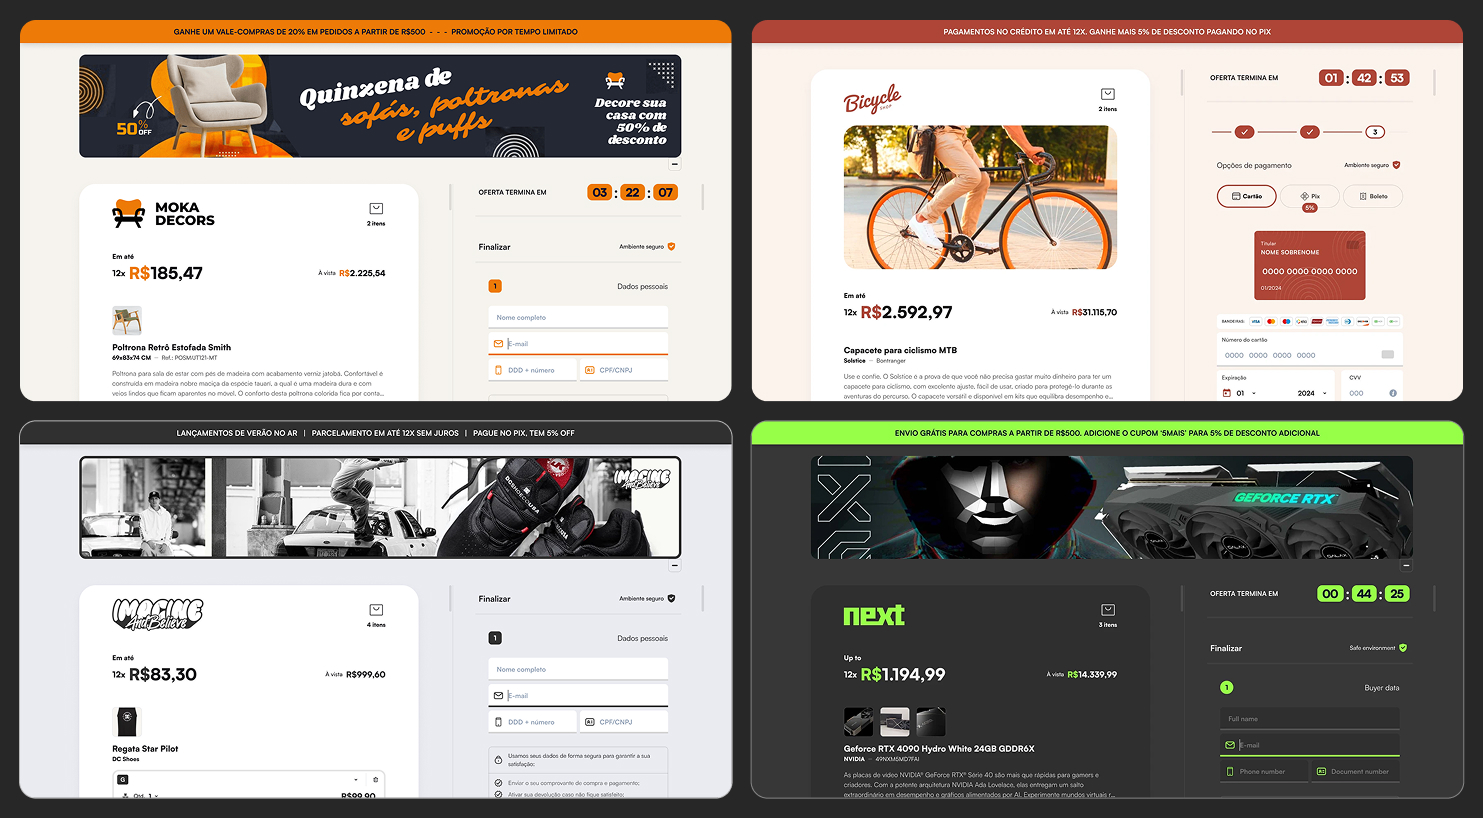 GANHE UM VALE-COMPRAS DE 20% EM PEDIDOS A PARTIR DE R$500 - - - PROMOÇÃO POR TEMPO LIMITADO
50% OFF
Quinzena de
sofás, poltronas
e puffs
Decore sua
casa com
50% de
desconto
MOKA
DECORS
2 itens
Em até
12x R$185,47
À vista R$2.225,54
Poltrona Retrô Estofada Smith
69x83x74 CM — Ref.: POSM/JT121-MT
Poltrona para sala de estar com pés de madeira com acabamento verniz jatobá. Confortável e
construída em madeira nobre maciça da espécie tauari, a qual é uma madeira dura e com
veios lindos que ficam aparentes no móvel. O conforto desta poltrona colorida fica por conta...
OFERTA TERMINA EM
03 : 22 : 07
Finalizar
Ambiente seguro
1
Dados pessoais
Nome completo
E-mail
DDD + número
CPF/CNPJ
PAGAMENTOS NO CRÉDITO EM ATÉ 12X. GANHE MAIS 5% DE DESCONTO PAGANDO NO PIX
Bicycle
SHOP
2 itens
Em até
12x R$2.592,97
À vista R$31.115,70
Capacete para ciclismo MTB
Solstice — Bontranger
Use e confie. O Solstice é a prova de que você não precisa gastar muito dinheiro para ter um
capacete para ciclismo, com excelente ajuste, fácil de usar, criado para protegê-lo durante as
aventuras do percurso. O capacete versátil e disponível em kits que equilibra desempenho e...
OFERTA TERMINA EM
01 : 42 : 53
3
Opções de pagamento
Ambiente seguro
Cartão
Pix
5%
Boleto
Titular
NOME SOBRENOME
0000 0000 0000 0000
01/2024
BANDEIRAS:
VISA
Número do cartão
0000 0000 0000 0000
Expiração
01
2024
CVV
000
LANÇAMENTOS DE VERÃO NO AR | PARCELAMENTO EM ATÉ 12X SEM JUROS | PAGUE NO PIX, TEM 5% OFF
IMAGINE
And Believe
IMAGINE
And Believe
4 itens
Em até
12x R$83,30
À vista R$999,60
Regata Star Pilot
DC Shoes
G
Qtd. 1
R$99,90
Finalizar
Ambiente seguro
1
Dados pessoais
Nome completo
E-mail
DDD + número
CPF/CNPJ
Usamos seus dados de forma segura para garantir a sua
satisfação:
Enviar o seu comprovante de compra e pagamento;
Ativar sua devolução caso não fique satisfeito;
ENVIO GRÁTIS PARA COMPRAS A PARTIR DE R$500. ADICIONE O CUPOM '5MAIS' PARA 5% DE DESCONTO ADICIONAL
GEFORCE RTX
next
3 itens
Up to
12x R$1.194,99
À vista R$14.339,99
Geforce RTX 4090 Hydro White 24GB GDDR6X
NVIDIA — 49NXM5MD7FAI
As placas de vídeo NVIDIA® GeForce RTX® Série 40 são mais que rápidas para gamers e
criadores. Com a potente arquitetura NVIDIA Ada Lovelace, elas entregam um salto
extraordinário em desempenho e gráficos alimentados por AI. Experimente mundos virtuais r...
OFERTA TERMINA EM
00 : 44 : 25
Finalizar
Safe environment
1
Buyer data
Full name
E-mail
Phone number
Document number